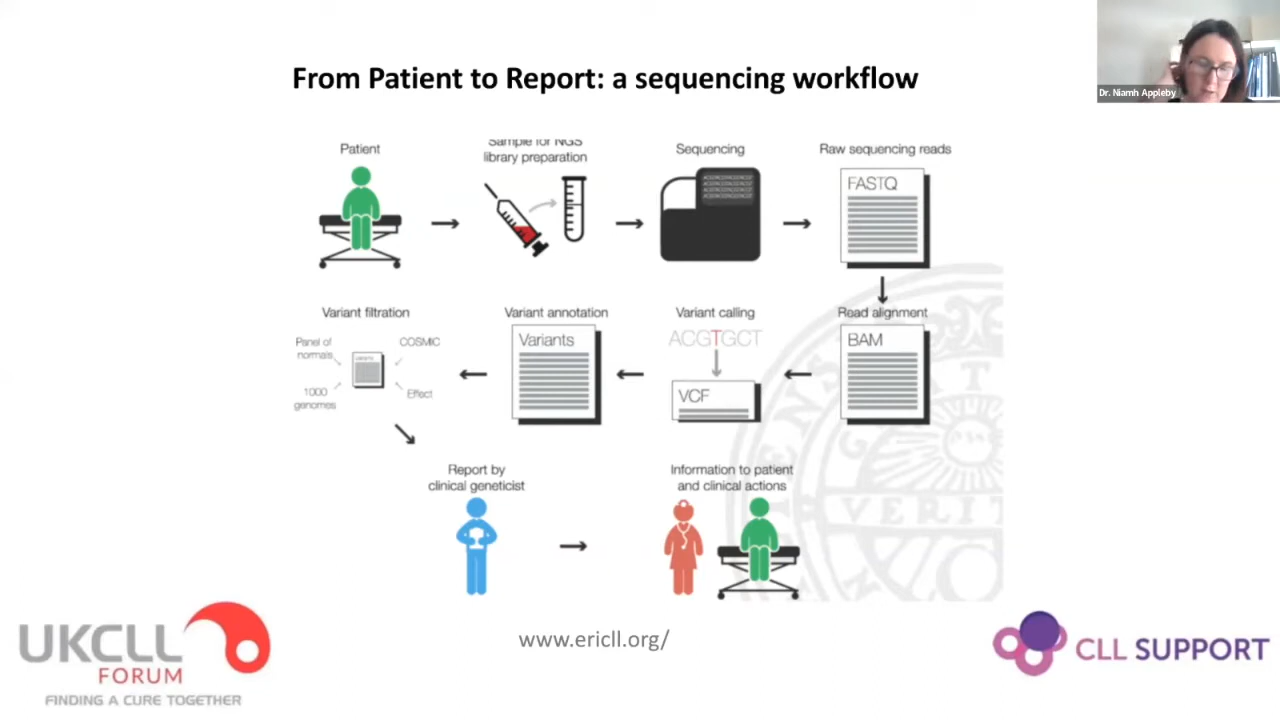 From Patient to Report: a sequencing workflow
Dr. Niamh Appleby
Patient
Sample for NGS
library preparation
Sequencing
Raw sequencing reads
FASTQ
Variant filtration
Variant annotation
Variant calling
Read alignment
Panel of
normals
COSMIC
1000
genomes
Effect
Variants
ACGTGCT
VCF
BAM
Report by
clinical geneticist
Information to patient
and clinical actions
VERIT
UKCLL
FORUM
FINDING A CURE TOGETHER
www.ericll.org/
CLL SUPPORT